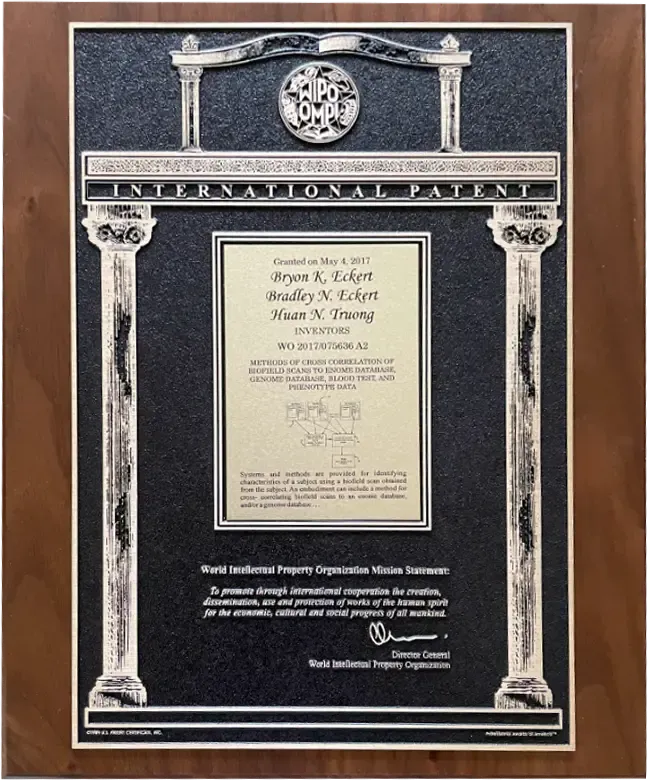 WIPO
OMPI
INTERNATIONAL PATENT
Granted on May 4, 2017
Bryon K. Eckert
Bradley N. Eckert
Huan N. Truong
INVENTORS
WO 2017/075636 A2
METHODS OF CROSS CORRELATION OF
BIOFIELD SCANS TO ENOME DATABASE,
GENOME DATABASE, BLOOD TEST, AND
PHENOTYPE DATA
Systems and methods are provided for identifying
characteristics of a subject using a biofield scan obtained
from the subject. An embodiment can include a method for
cross- correlating biofield scans to an enome database,
and/or a genome database . . .
World Intellectual Property Organization Mission Statement:
To promote through international cooperation the creation,
dissemination, use and protection of works of the human spirit
for the economic, cultural and social progress of all mankind.
Director General
World Intellectual Property Organization